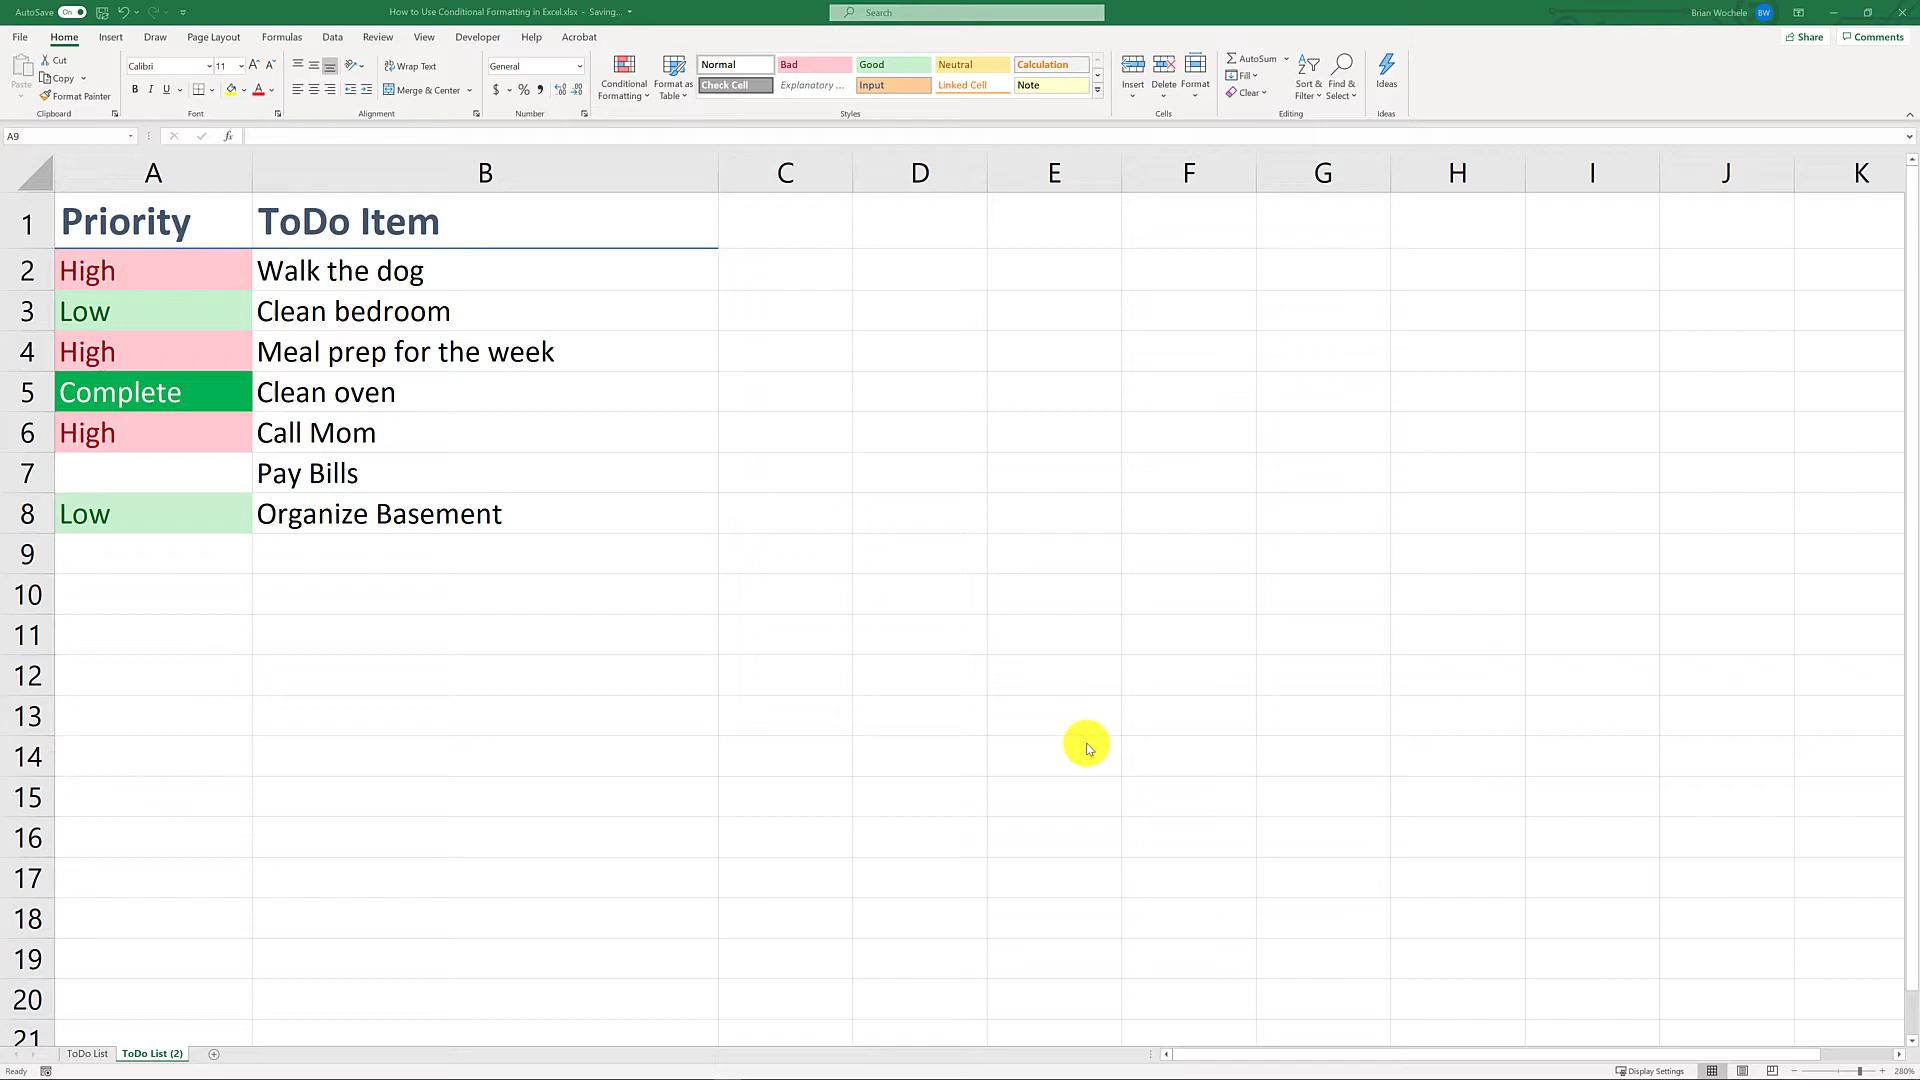 AutoSave On How to Use Conditional Formatting in Excel.xlsx - Saving... Search Brian Wochele BW
File Home Insert Draw Page Layout Formulas Data Review View Developer Help Acrobat Share Comments
Paste Cut Copy Format Painter Clipboard
Calibri 11 A A B I U A Font
Wrap Text Merge & Center Alignment
General $ % , Number
Conditional Formatting Format as Table Normal Bad Good Neutral Calculation
Check Cell Explanatory ... Input Linked Cell Note Styles
Insert Delete Format Cells
AutoSum Fill Clear Sort & Filter Find & Select Editing
Ideas Ideas
A9 fx
A B C D E F G H I J K
1 Priority ToDo Item
2 High Walk the dog
3 Low Clean bedroom
4 High Meal prep for the week
5 Complete Clean oven
6 High Call Mom
7 Pay Bills
8 Low Organize Basement
9
10
11
12
13
14
15
16
17
18
19
20
21
ToDo List ToDo List (2)
Ready Display Settings 280%